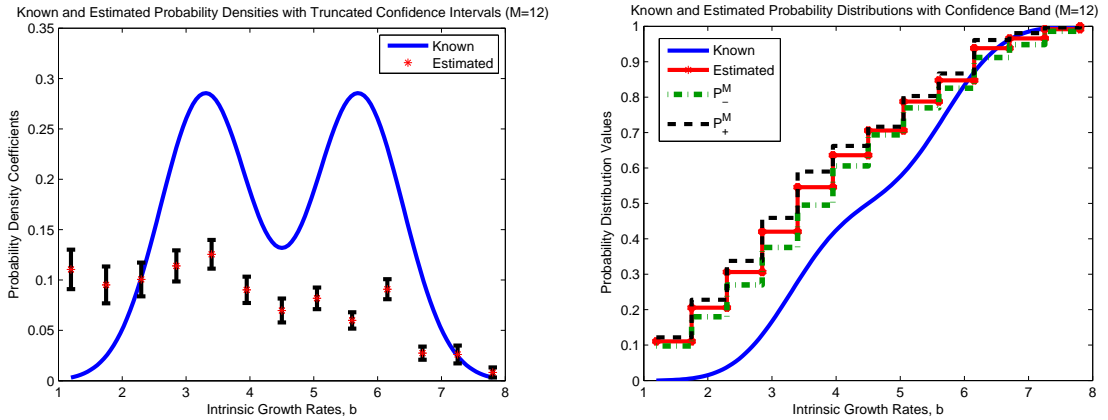 Known and Estimated Probability Densities with Truncated Confidence Intervals (M=12)
Probability Density Coefficients
0.35
0.3
0.25
0.2
0.15
0.1
0.05
0
Known
Estimated
1 2 3 4 5 6 7 8
Intrinsic Growth Rates, b
Known and Estimated Probability Distributions with Confidence Band (M=12)
Probability Distribution Values
1
0.9
0.8
0.7
0.6
0.5
0.4
0.3
0.2
0.1
0
Known
Estimated
P^M_-
P^M_+
1 2 3 4 5 6 7 8
Intrinsic Growth Rates, b